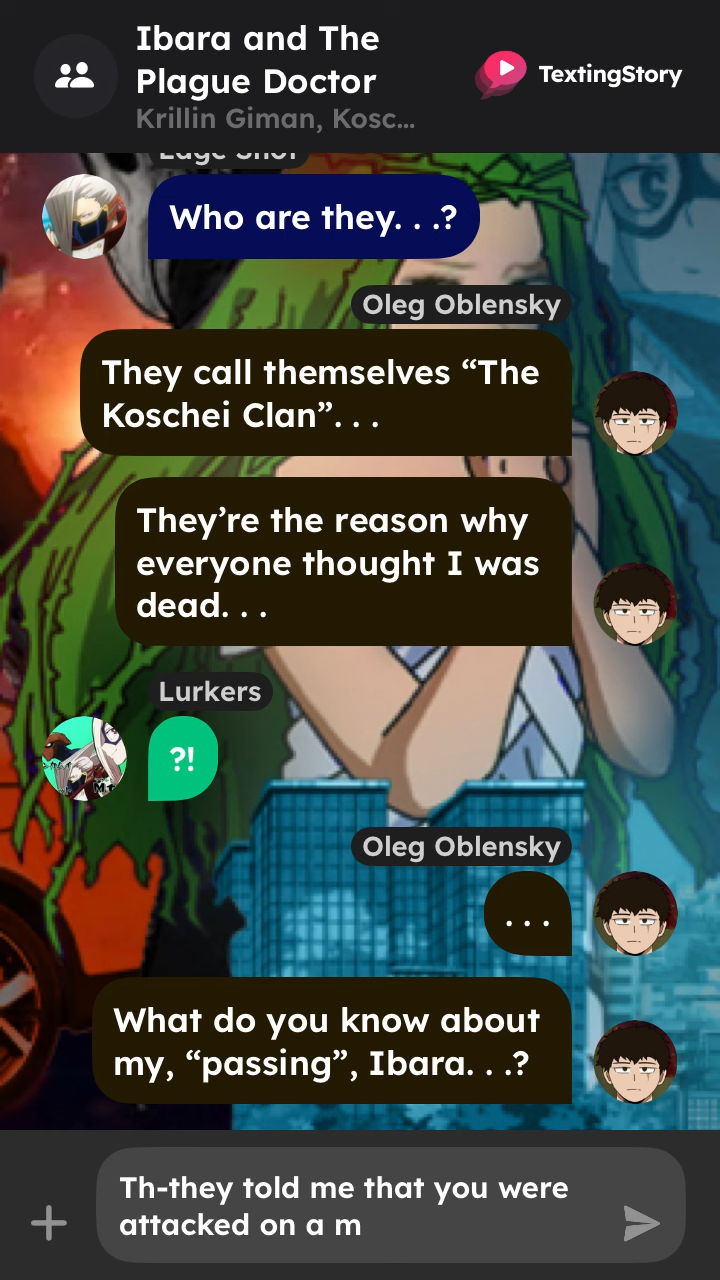 Ibara and The
Plague Doctor
Krillin Giman, Kosc...
TextingStory
Edge Shot
Who are they. . .?
Oleg Oblensky
They call themselves “The
Koschei Clan”. . .
They’re the reason why
everyone thought I was
dead. . .
Lurkers
?!
Oleg Oblensky
. . .
What do you know about
my, “passing”, Ibara. . .?
Th-they told me that you were
attacked on a m